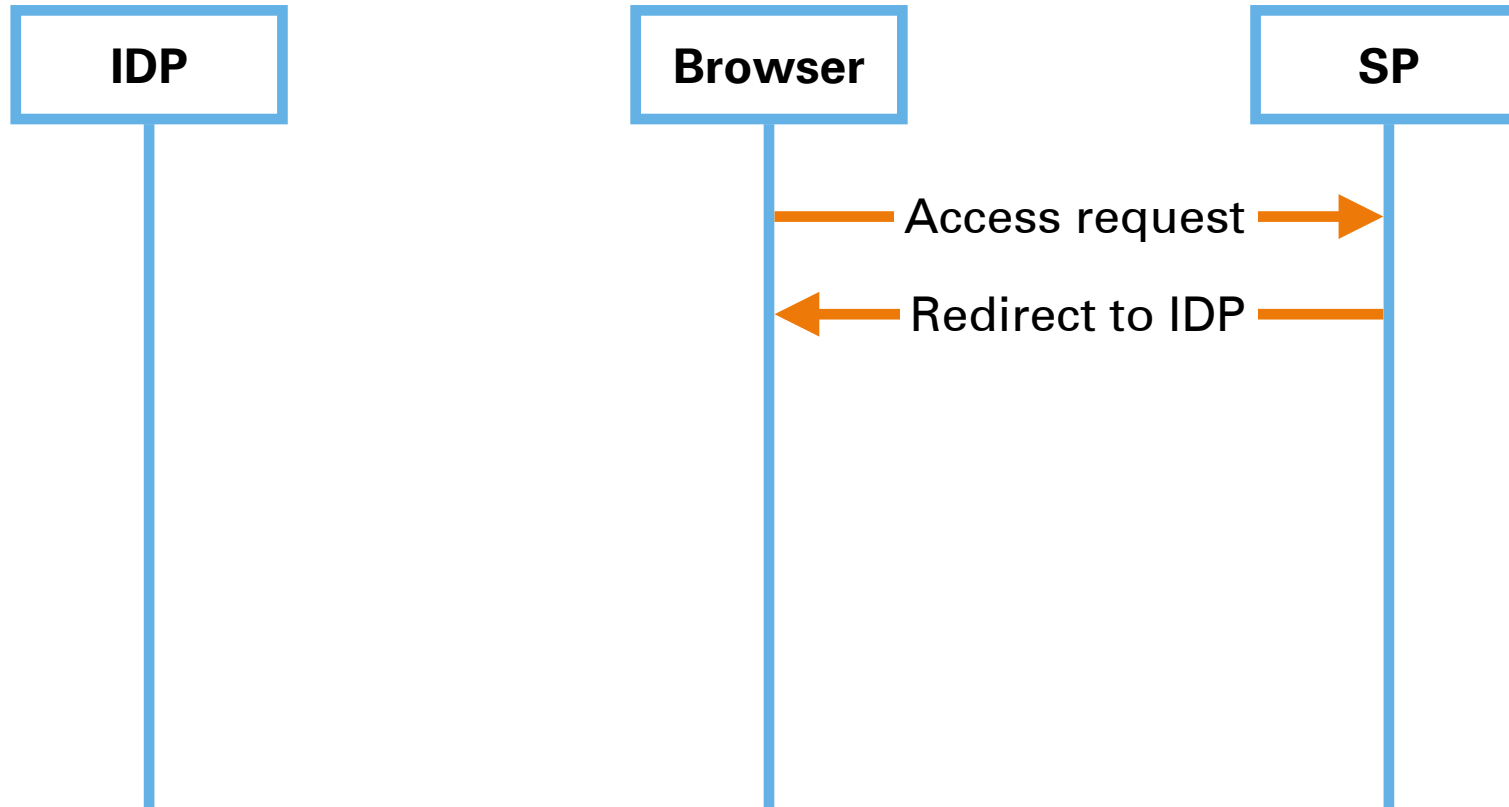 IDP
Browser
SP
Access request
Redirect to IDP